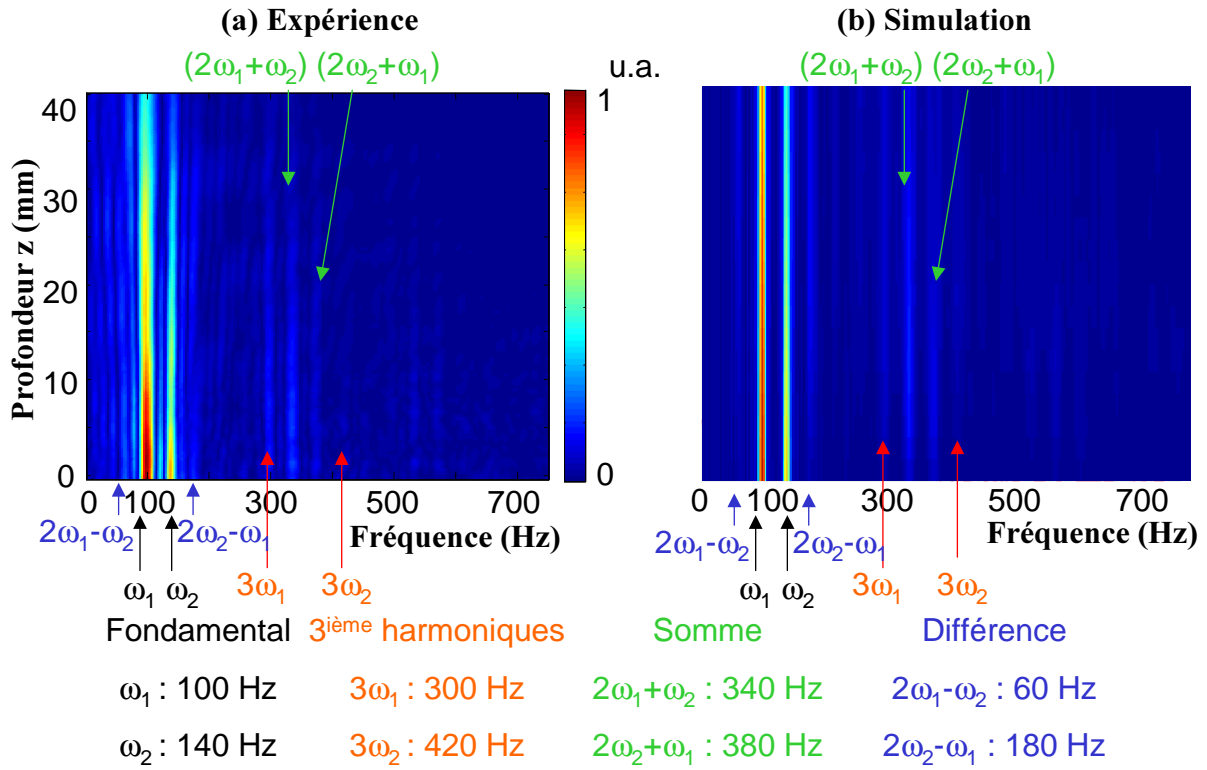 (a) Expérience
(b) Simulation
(2ω₁+ω₂) (2ω₂+ω₁)
u.a.
(2ω₁+ω₂) (2ω₂+ω₁)
Profondeur z (mm)
40
30
20
10
0
1
0
0 100 300 500 700
0 100 300 500 700
2ω₁-ω₂
2ω₂-ω₁
Fréquence (Hz)
2ω₁-ω₂
2ω₂-ω₁
Fréquence (Hz)
ω₁ ω₂ 3ω₁ 3ω₂
ω₁ ω₂ 3ω₁ 3ω₂
Fondamental 3ième harmoniques Somme Différence
ω₁ : 100 Hz 3ω₁ : 300 Hz 2ω₁+ω₂ : 340 Hz 2ω₁-ω₂ : 60 Hz
ω₂ : 140 Hz 3ω₂ : 420 Hz 2ω₂+ω₁ : 380 Hz 2ω₂-ω₁ : 180 Hz